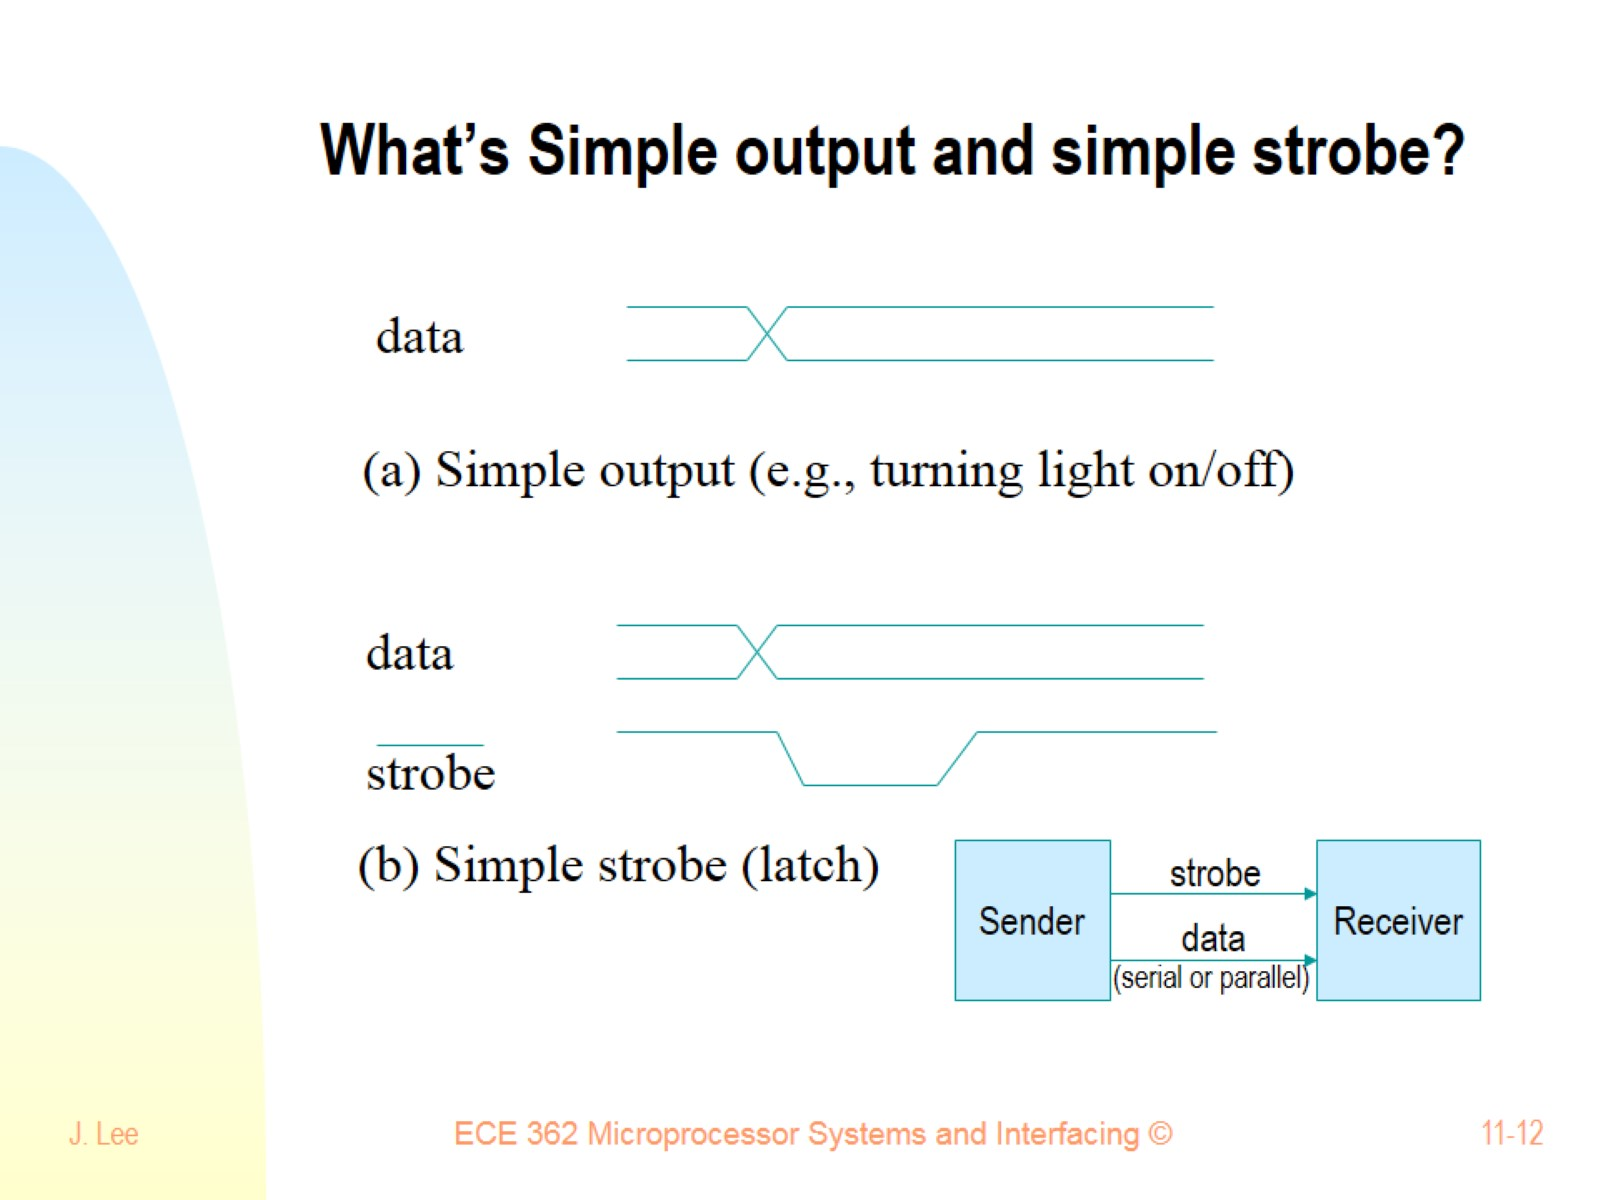 What's Simple output and simple strobe?
data
(a) Simple output (e.g., turning light on/off)
data
strobe
(b) Simple strobe (latch)
Sender
strobe
data
(serial or parallel)
Receiver
J. Lee
ECE 362 Microprocessor Systems and Interfacing ©
11-12